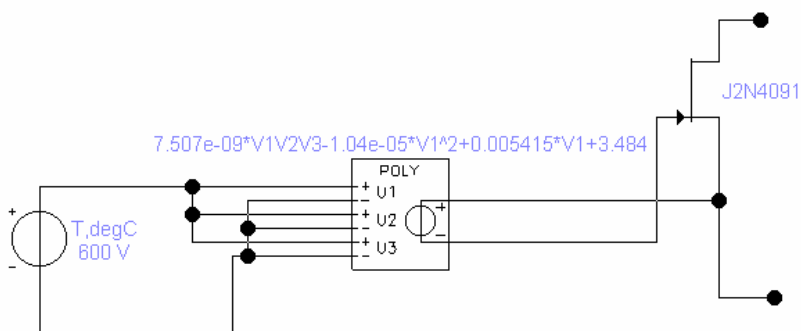 J2N4091
7.507e-09*V1V2V3-1.04e-05*V1^2+0.005415*V1+3.484
POLY
+ V1
-
+ V2
-
+ V3
-
+
-
+ T,degC
600 V
-